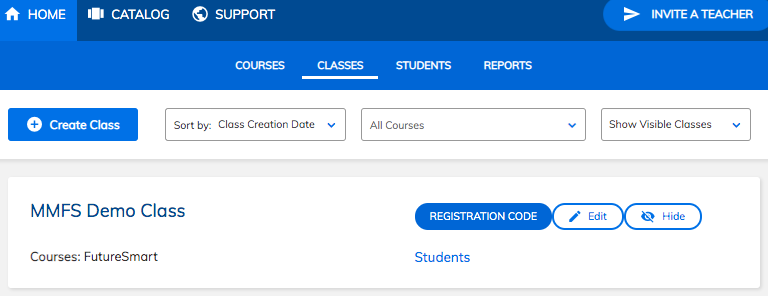 HOME CATALOG SUPPORT INVITE A TEACHER
COURSES CLASSES STUDENTS REPORTS
Create Class Sort by: Class Creation Date All Courses Show Visible Classes
MMFS Demo Class REGISTRATION CODE Edit Hide
Courses: FutureSmart Students